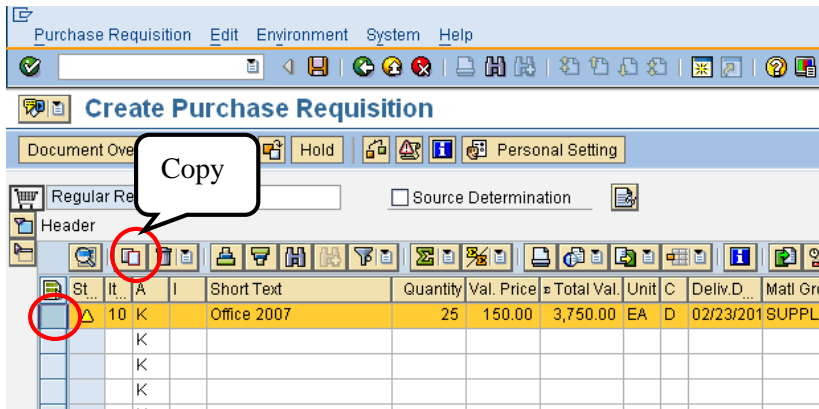 Purchase Requisition Edit Environment System Help
Create Purchase Requisition
Document Ove Hold Personal Setting
Copy
Regular Re Source Determination
Header
St.. It.. A I Short Text Quantity Val. Price Total Val. Unit C Deliv.D... Matl Gr
10 K Office 2007 25 150.00 3,750.00 EA D 02/23/201 SUPPL
K
K
K